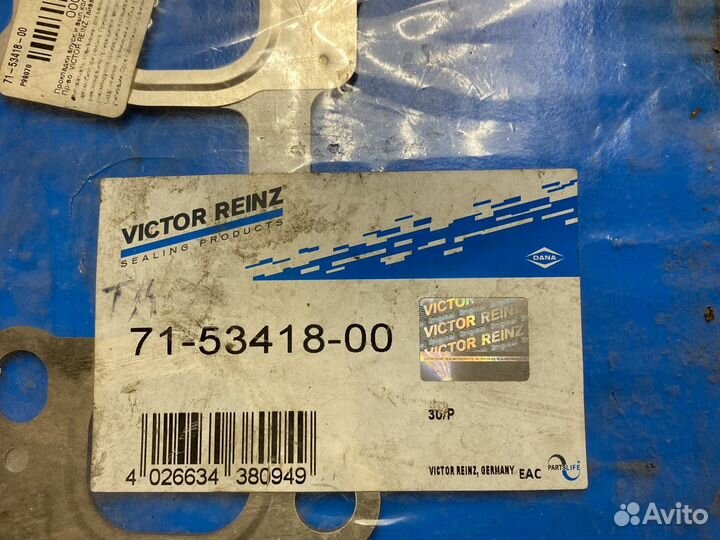 71-53418-00
P98070
VICTOR REINZ
SEALING PRODUCTS
DANA
71-53418-00
VICTOR REINZ
VICTOR REINZ
VICTOR REINZ
30/P
4 026634 380949
VICTOR REINZ, GERMANY
EAC
PARTSLIFE
Avito